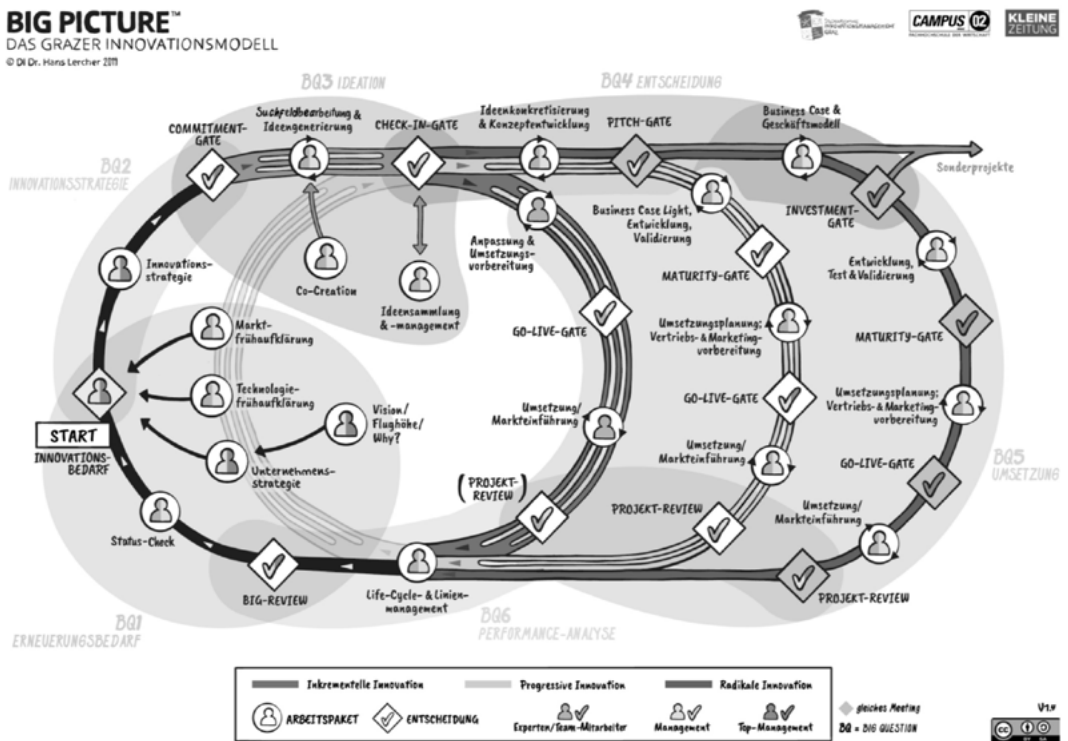 BIG PICTURE™
DAS GRAZER INNOVATIONSMODELL
© DI Dr. Hans Lercher 2011
INNOVATIONSMANAGEMENT
CAMPUS 02
FACHHOCHSCHULE DER WIRTSCHAFT
KLEINE
ZEITUNG
BQ3 IDEATION
BQ4 ENTSCHEIDUNG
COMMITMENT-
GATE
Suchfeldbearbeitung &
Ideengenerierung
CHECK-IN-GATE
Ideenkonkretisierung
& Konzeptentwicklung
PITCH-GATE
Business Case &
Geschäftsmodell
Sonderprojekte
BQ2
INNOVATIONSSTRATEGIE
Innovations-
strategie
Co-Creation
Ideensammlung
& -management
Anpassung &
Umsetzungs-
vorbereitung
Business Case Light,
Entwicklung,
Validierung
INVESTMENT-
GATE
MATURITY-GATE
Entwicklung,
Test & Validierung
Markt-
frühaufklärung
GO-LIVE-GATE
Umsetzungsplanung;
Vertriebs- & Marketing-
vorbereitung
MATURITY-GATE
Technologie-
frühaufklärung
Vision/
Flughöhe/
Why?
Umsetzung/
Markteinführung
GO-LIVE-GATE
Umsetzungsplanung;
Vertriebs- & Marketing-
vorbereitung
START
INNOVATIONS-
BEDARF
Unternehmens-
strategie
Umsetzung/
Markteinführung
GO-LIVE-GATE
BQ5
UMSETZUNG
(PROJEKT-
REVIEW)
PROJEKT-REVIEW
Umsetzung/
Markteinführung
Status-Check
BIG-REVIEW
Life-Cycle- & Linien-
management
PROJEKT-REVIEW
BQ1
ERNEUERUNGSBEDARF
BQ6
PERFORMANCE-ANALYSE
Inkrementelle Innovation
Progressive Innovation
Radikale Innovation
ARBEITSPAKET
ENTSCHEIDUNG
Experten/Team-Mitarbeiter
Management
Top-Management
gleiches Meeting
BQ = BIG QUESTION
V1.9
cc